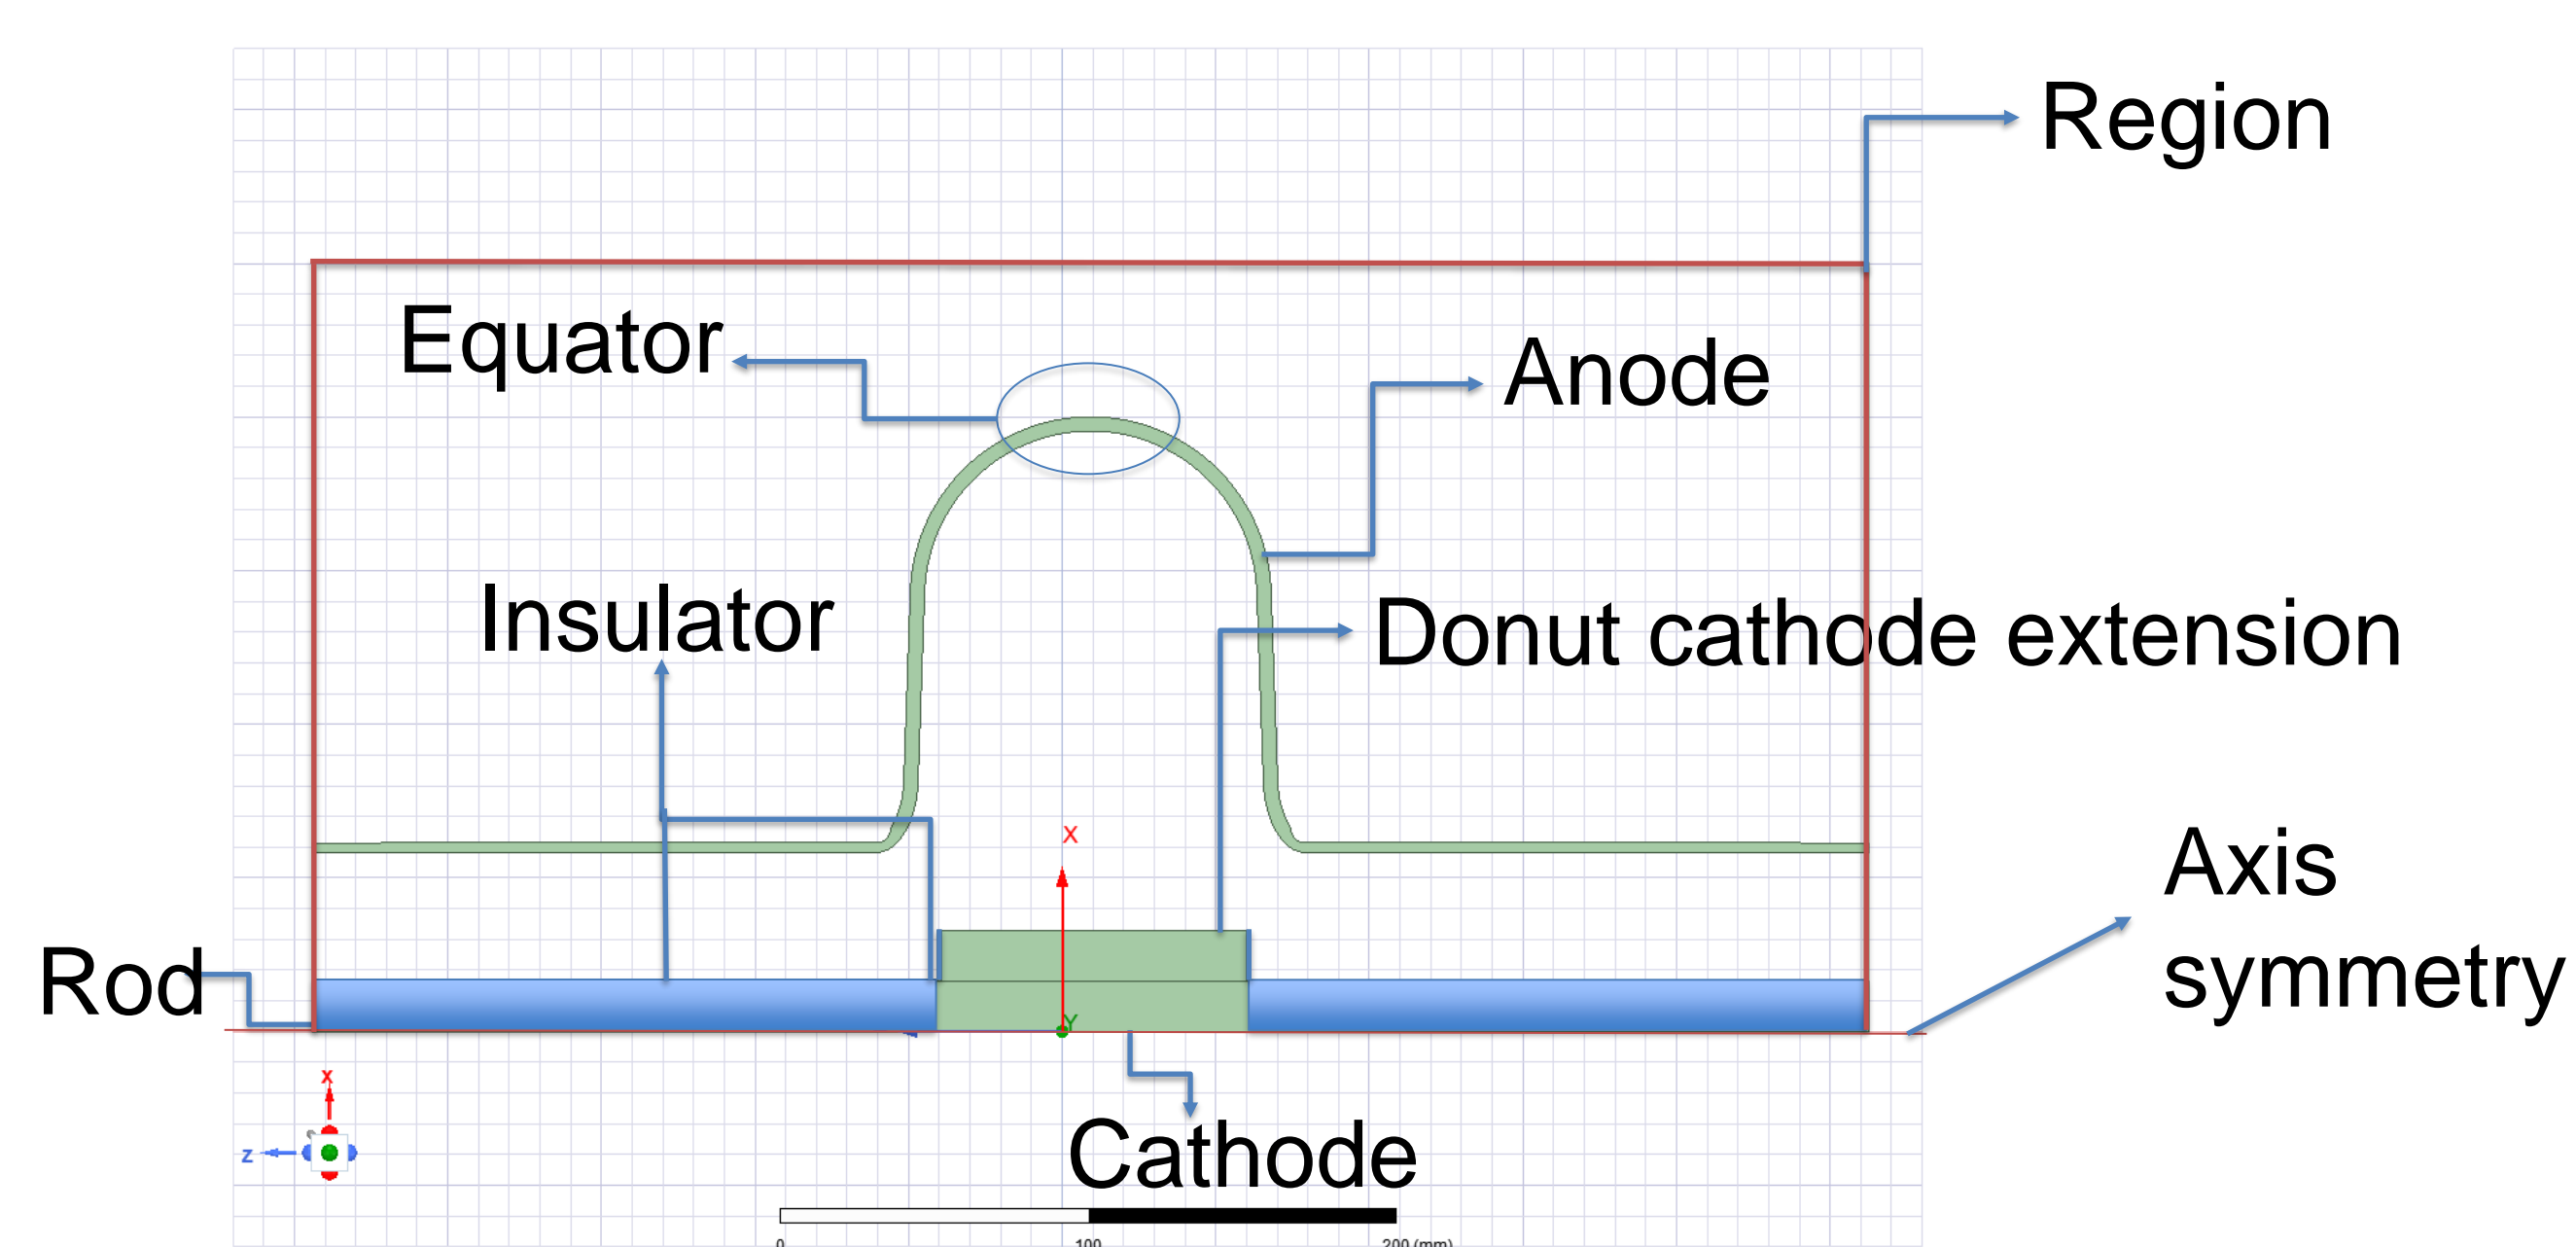 Region
Equator
Anode
Insulator
Donut cathode extension
X
Axis
symmetry
Rod
Y
X
Z
Cathode
0 100 200 (mm)